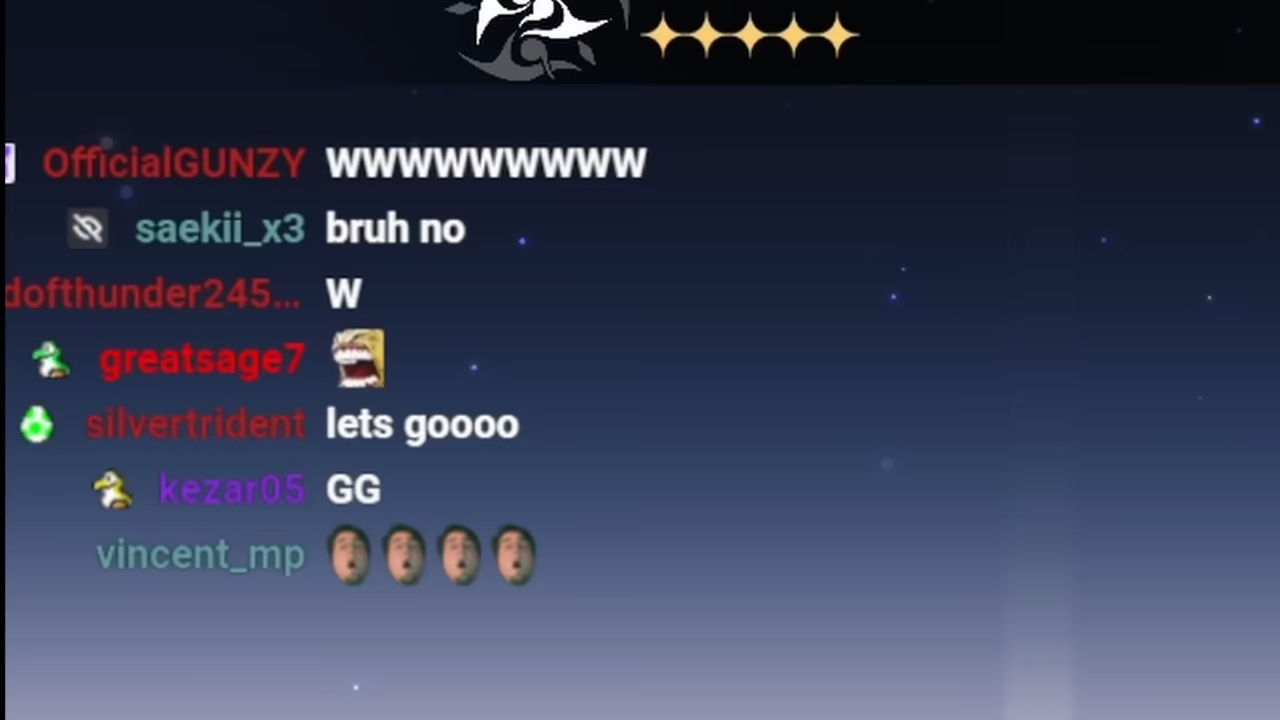 OfficialGUNZY WWWWWWWWW
saekii_x3 bruh no
dofthunder245... W
greatsage7
silvertrident lets goooo
kezar05 GG
vincent_mp